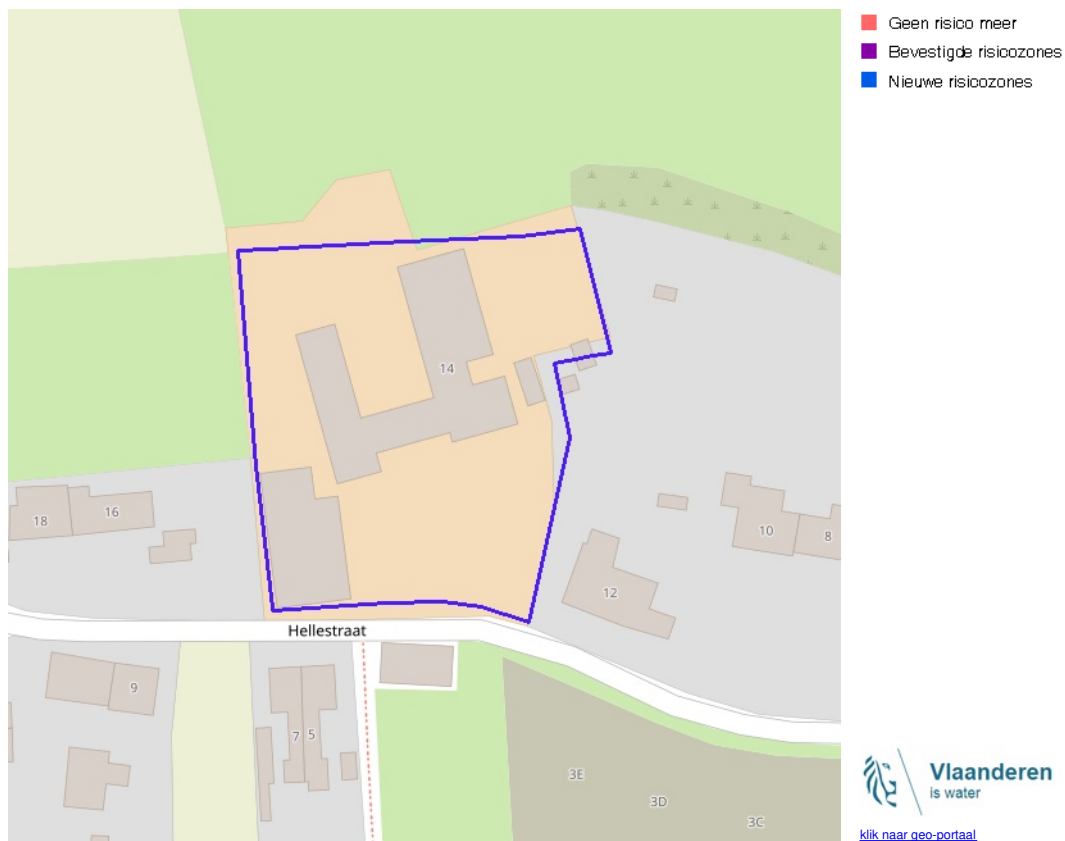 Geen risico meer
Bevestigde risicozones
Nieuwe risicozones
14
18
16
10
8
12
Hellestraat
9
7
5
3E
3D
3C
Vlaanderen
is water
klik naar geo-portaal